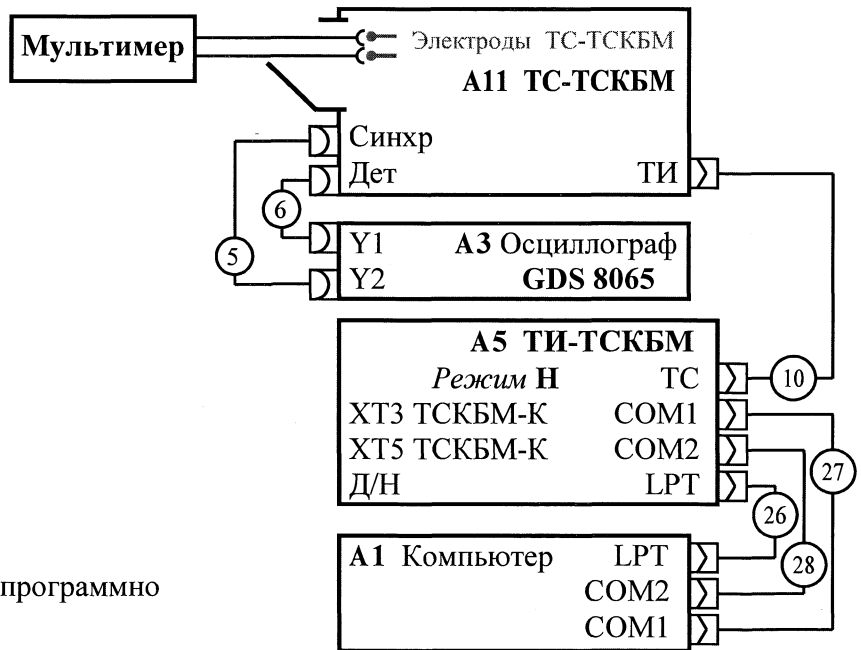 Мультимер
Электроды ТС-ТСКБМ
А11 ТС-ТСКБМ
Синхр
Дет
ТИ
6
5
Y1
А3 Осциллограф
Y2
GDS 8065
А5 ТИ-ТСКБМ
Режим Н
ТС
10
ХТ3 ТСКБМ-К
COM1
ХТ5 ТСКБМ-К
COM2
27
Д/Н
LPT
26
А1 Компьютер
LPT
28
программно
COM2
COM1